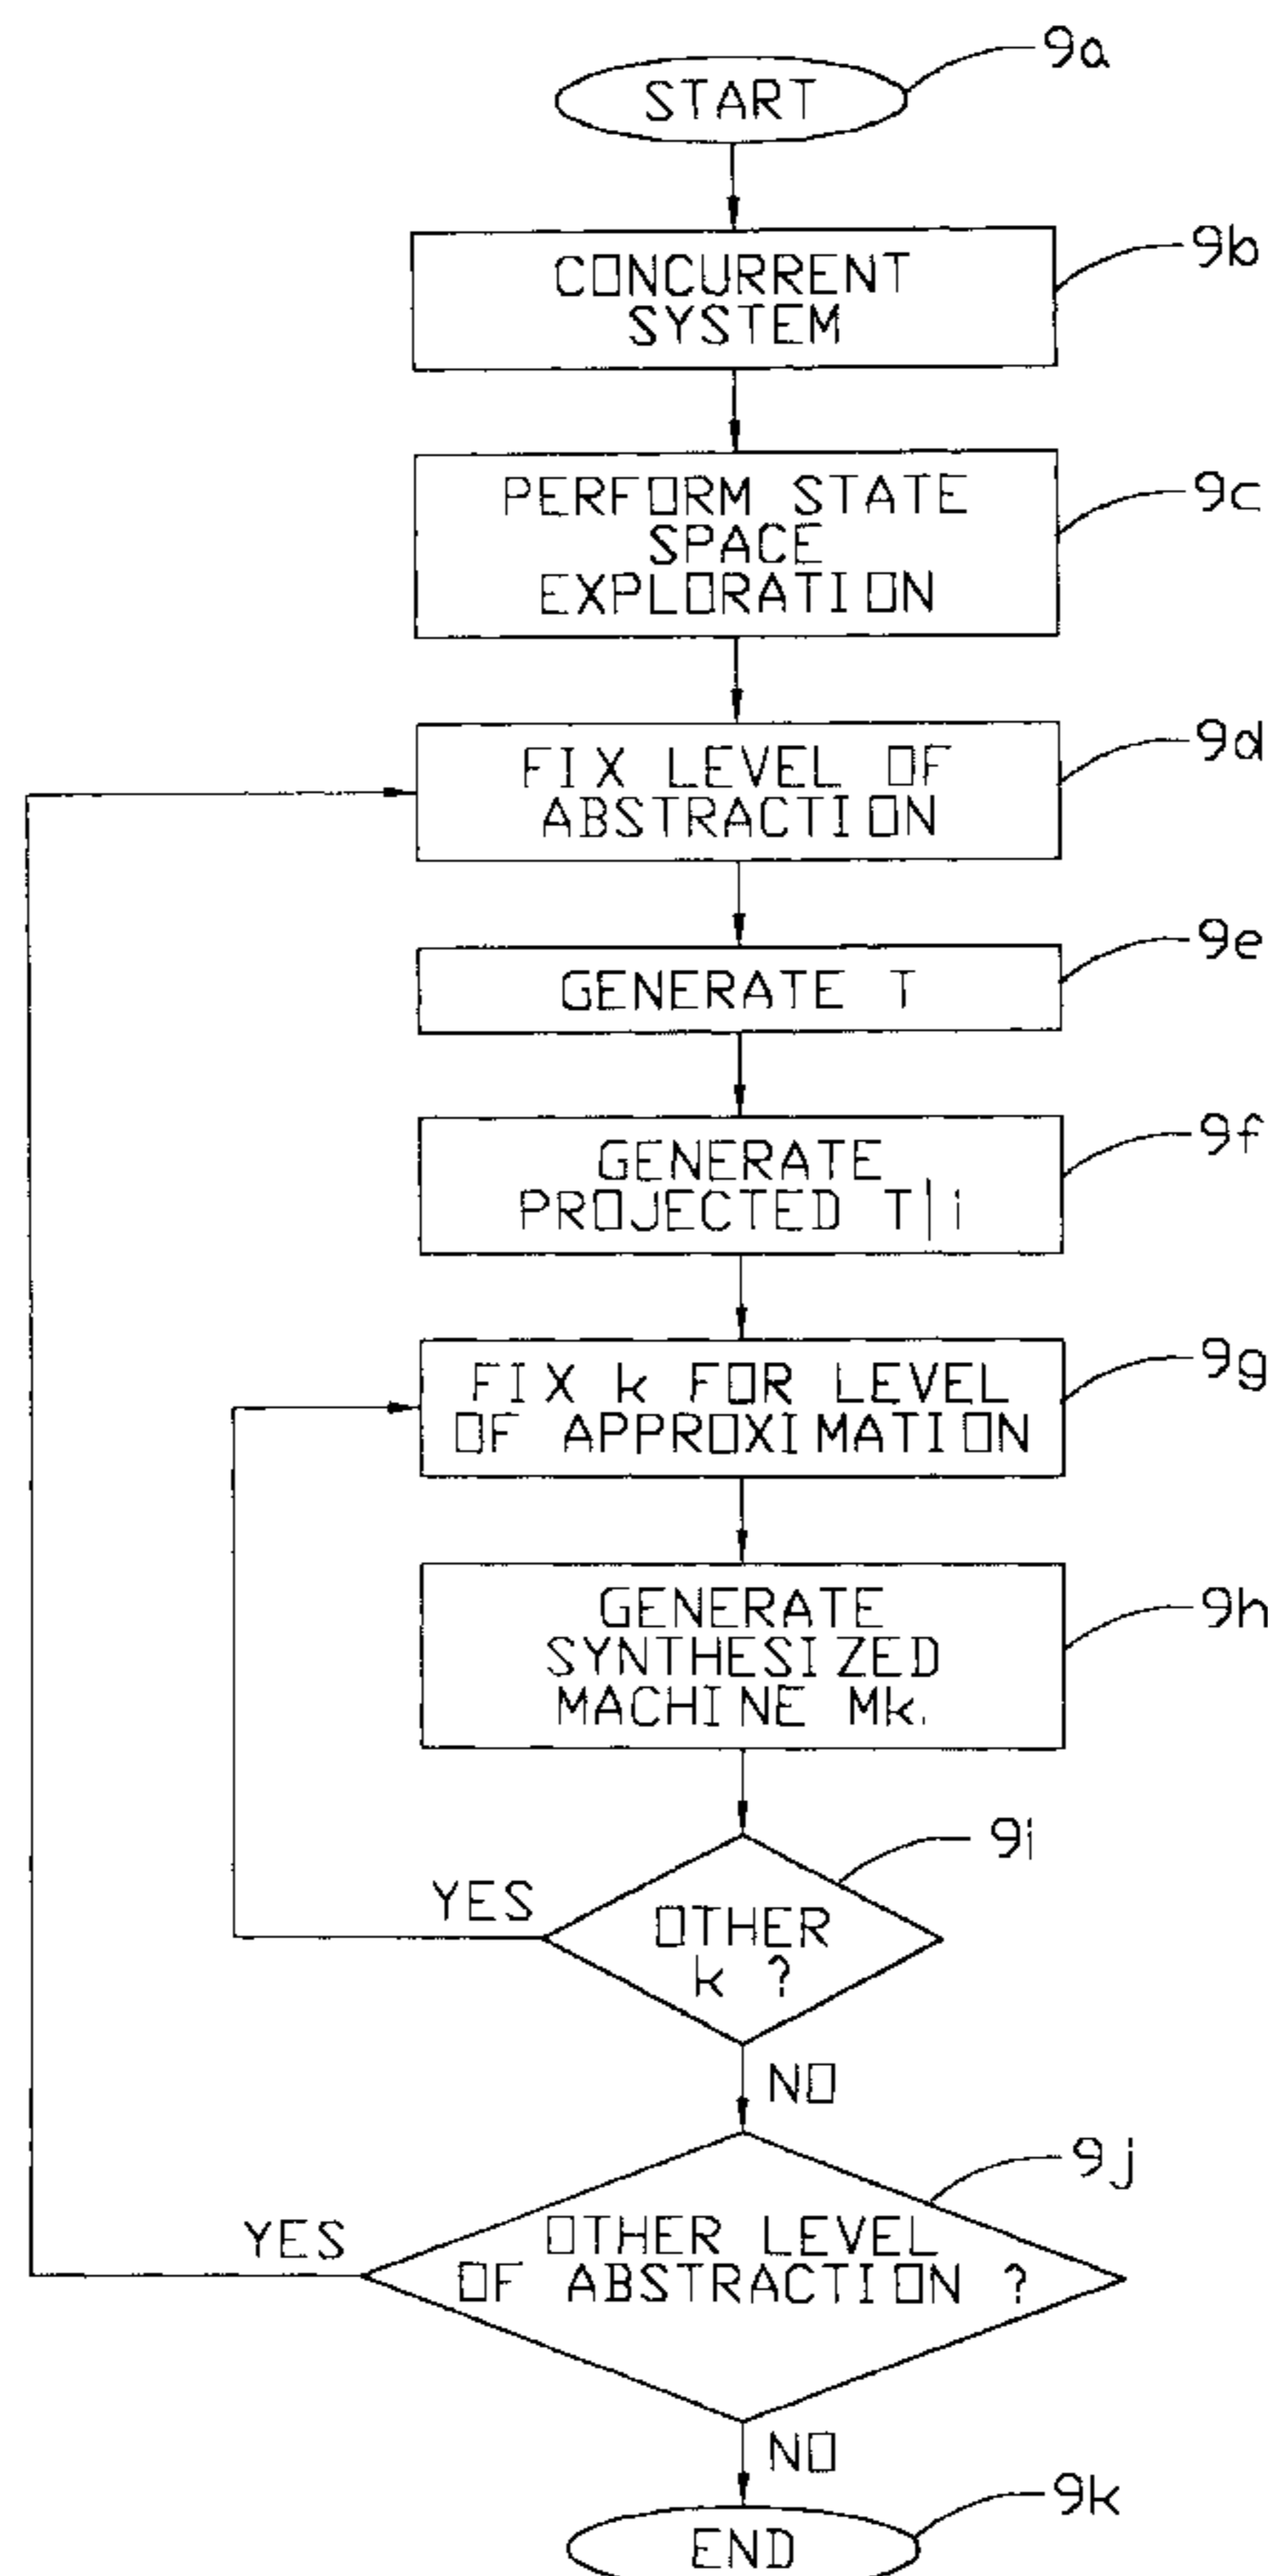 9a
START
9b
CONCURRENT
SYSTEM
9c
PERFORM STATE
SPACE
EXPLORATION
9d
FIX LEVEL OF
ABSTRACTION
9e
GENERATE T
9f
GENERATE
PROJECTED T|i
9g
FIX k FOR LEVEL
OF APPROXIMATION
9h
GENERATE
SYNTHESIZED
MACHINE Mk.
9i
YES
OTHER
k ?
NO
9j
YES
OTHER LEVEL
OF ABSTRACTION ?
NO
9k
END